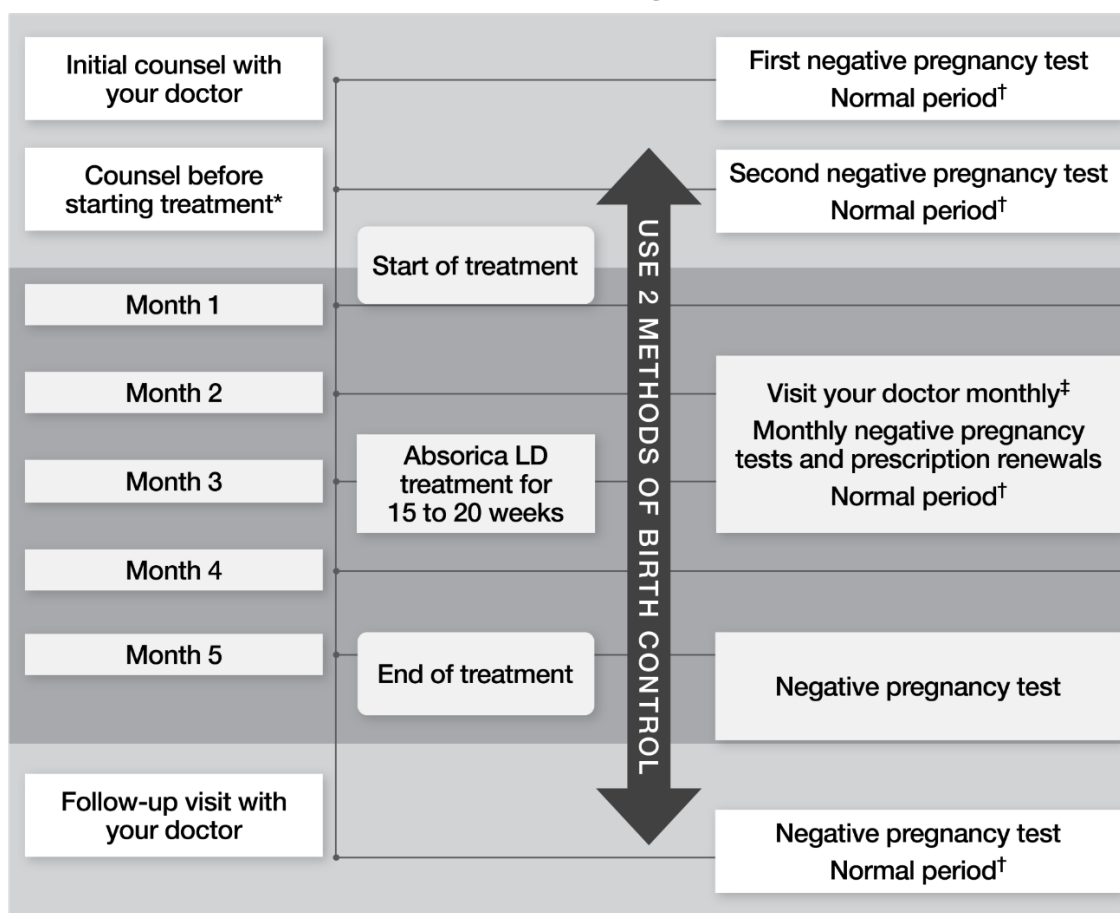 Initial counsel with
your doctor
First negative pregnancy test
Normal period†
Counsel before
starting treatment*
Second negative pregnancy test
Normal period†
Start of treatment
USE 2 METHODS OF BIRTH CONTROL
Month 1
Month 2
Visit your doctor monthly‡
Monthly negative pregnancy
tests and prescription renewals
Normal period†
Month 3
Absorica LD
treatment for
15 to 20 weeks
Month 4
Month 5
End of treatment
Negative pregnancy test
Follow-up visit with
your doctor
Negative pregnancy test
Normal period†